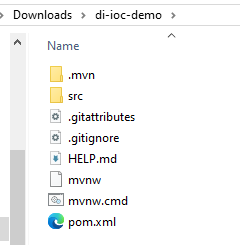 Downloads > di-ioc-demo >
Name
.mvn
src
.gitattributes
.gitignore
HELP.md
mvnw
mvnw.cmd
pom.xml